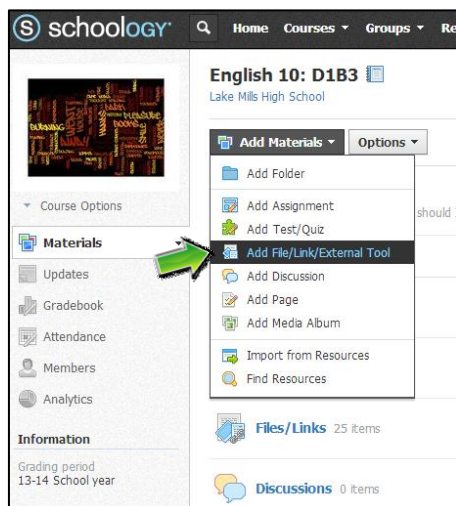 S schoology
Home Courses Groups Re
English 10: D1B3
Lake Mills High School
Add Materials Options
Add Folder
Add Assignment
should
Add Test/Quiz
Add File/Link/External Tool
Add Discussion
Add Page
Add Media Album
Import from Resources
Find Resources
BURNING
PLEASURE
AWAY
Course Options
Materials
Updates
Gradebook
Attendance
Members
Analytics
Information
Grading period
13-14 School year
Files/Links 25 items
Discussions 0 items